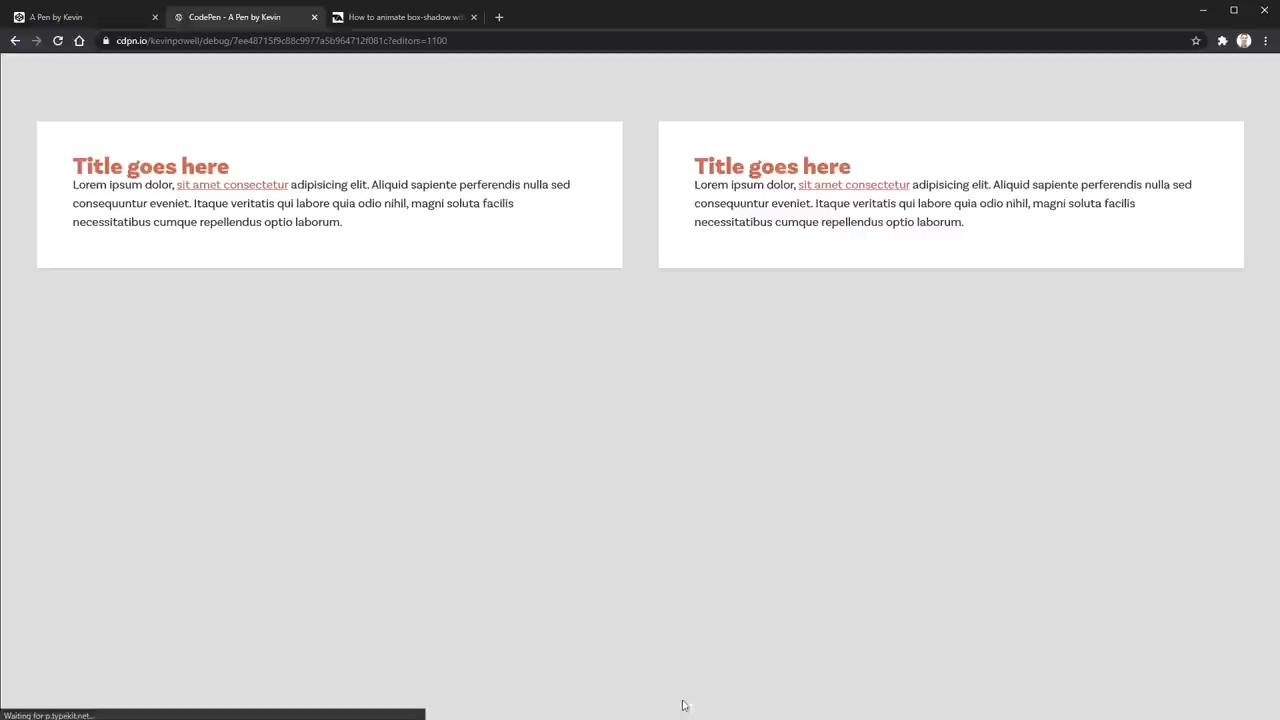 A Pen by Kevin
CodePen - A Pen by Kevin
How to animate box-shadow wi
cdpn.io/kevinpowell/debug/7ee48715f9c88c9977a5b964712f081c?editors=1100
Title goes here
Lorem ipsum dolor, sit amet consectetur adipisicing elit. Aliquid sapiente perferendis nulla sed
consequuntur eveniet. Itaque veritatis qui labore quia odio nihil, magni soluta facilis
necessitatibus cumque repellendus optio laborum.
Title goes here
Lorem ipsum dolor, sit amet consectetur adipisicing elit. Aliquid sapiente perferendis nulla sed
consequuntur eveniet. Itaque veritatis qui labore quia odio nihil, magni soluta facilis
necessitatibus cumque repellendus optio laborum.
Waiting for p.typekit.net...